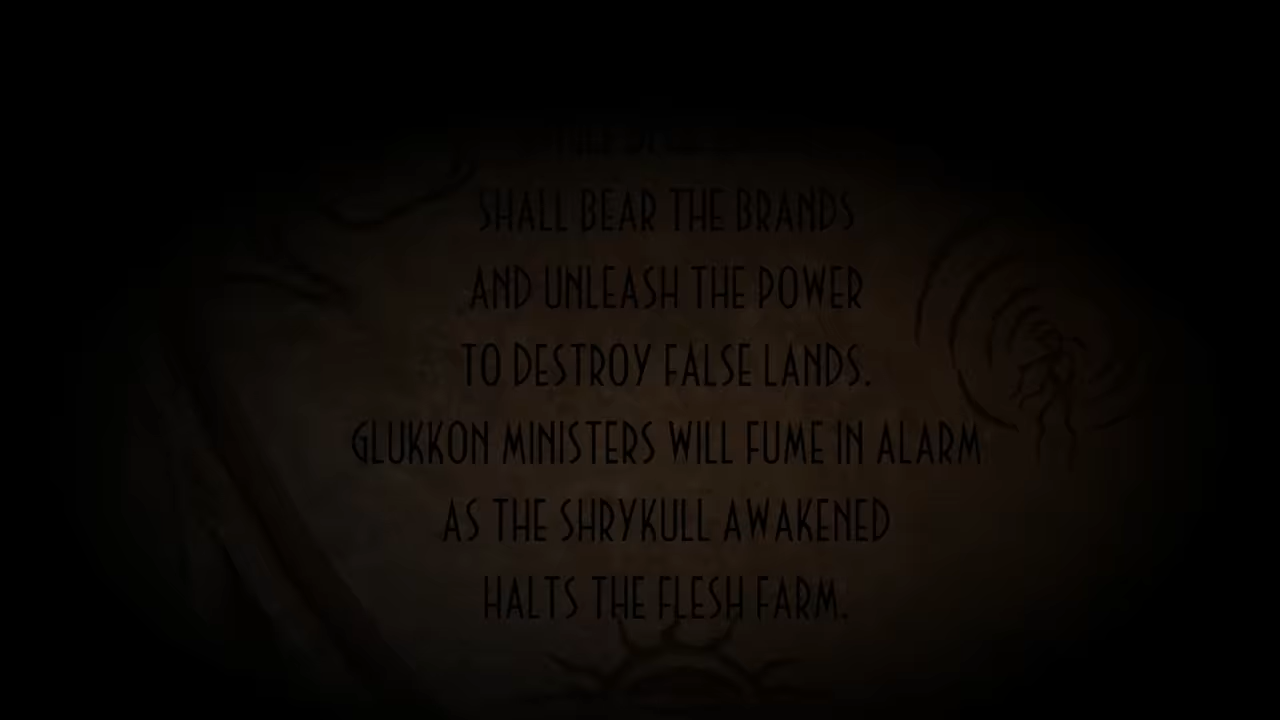 SHALL BEAR THE BRANDS
AND UNLEASH THE POWER
TO DESTROY FALSE LANDS.
GLUKKON MINISTERS WILL FUME IN ALARM
AS THE SHRYKULL AWAKENED
HALTS THE FLESH FARM.